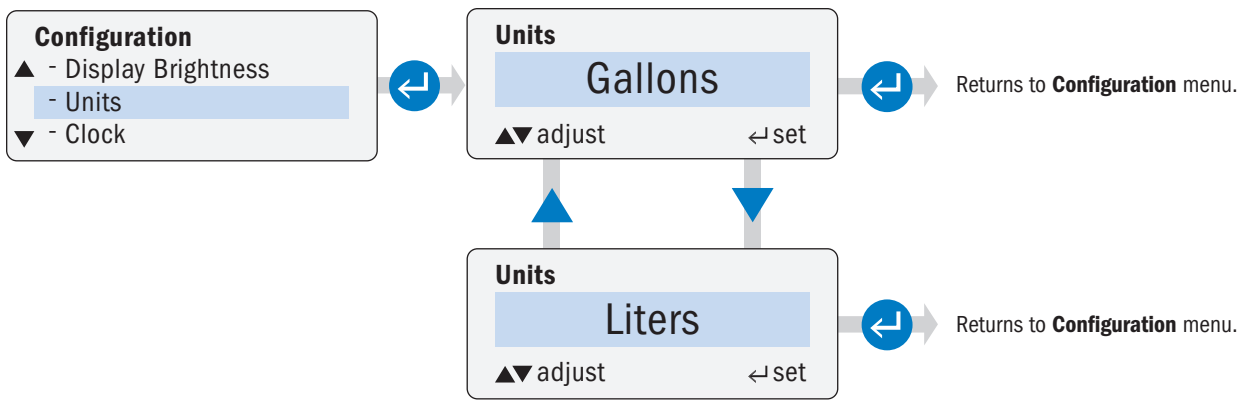 Configuration
▲ - Display Brightness
- Units
▼ - Clock
Units
Gallons
▲▼ adjust ↵ set
Returns to Configuration menu.
Units
Liters
▲▼ adjust ↵ set
Returns to Configuration menu.